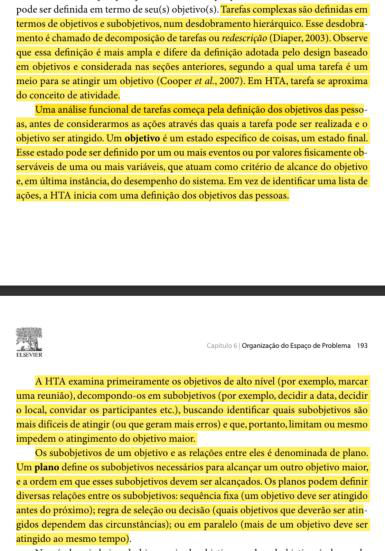 pode ser definida em termo de seu(s) objetivo(s). Tarefas complexas são definidas em
termos de objetivos e subobjetivos, num desdobramento hierárquico. Esse desdobra-
mento é chamado de decomposição de tarefas ou redescrição (Diaper, 2003). Observe
que essa definição é mais ampla e difere da definição adotada pelo design baseado
em objetivos e considerada nas seções anteriores, segundo a qual uma tarefa é um
meio para se atingir um objetivo (Cooper et al., 2007). Em HTA, tarefa se aproxima
do conceito de atividade.
Uma análise funcional de tarefas começa pela definição dos objetivos das pesso-
as, antes de considerarmos as ações através das quais a tarefa pode ser realizada e o
objetivo ser atingido. Um objetivo é um estado específico de coisas, um estado final.
Esse estado pode ser definido por um ou mais eventos ou por valores fisicamente ob-
serváveis de uma ou mais variáveis, que atuam como critério de alcance do objetivo
e, em última instância, do desempenho do sistema. Em vez de identificar uma lista de
ações, a HTA inicia com uma definição dos objetivos das pessoas.
ELSEVIER
Capítulo 6 | Organização do Espaço de Problema 193
A HTA examina primeiramente os objetivos de alto nível (por exemplo, marcar
uma reunião), decompondo-os em subobjetivos (por exemplo, decidir a data, decidir
o local, convidar os participantes etc.), buscando identificar quais subobjetivos são
mais difíceis de atingir (ou que geram mais erros) e que, portanto, limitam ou mesmo
impedem o atingimento do objetivo maior.
Os subobjetivos de um objetivo e as relações entre eles é denominada de plano.
Um plano define os subobjetivos necessários para alcançar um outro objetivo maior,
e a ordem em que esses subobjetivos devem ser alcançados. Os planos podem definir
diversas relações entre os subobjetivos: sequência fixa (um objetivo deve ser atingido
antes do próximo); regra de seleção ou decisão (quais objetivos que deverão ser atin-
gidos dependem das circunstâncias); ou em paralelo (mais de um objetivo deve ser
atingido ao mesmo tempo).